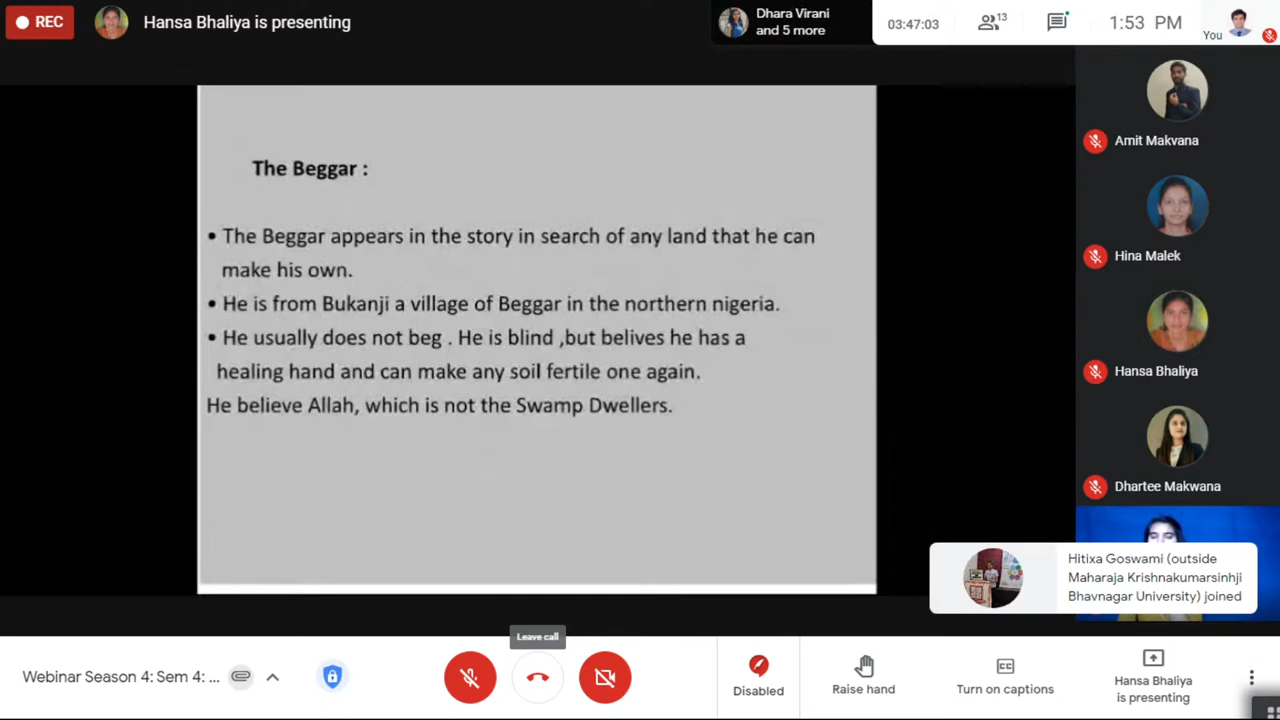 REC
Hansa Bhaliya is presenting
Dhara Virani
and 5 more
03:47:03
13
1:53 PM
You
The Beggar :
• The Beggar appears in the story in search of any land that he can
make his own.
• He is from Bukanji a village of Beggar in the northern nigeria.
• He usually does not beg . He is blind ,but belives he has a
healing hand and can make any soil fertile one again.
He believe Allah, which is not the Swamp Dwellers.
Amit Makvana
Hina Malek
Hansa Bhaliya
Dhartee Makwana
Hitixa Goswami (outside
Maharaja Krishnakumarsinhji
Bhavnagar University) joined
Leave call
Webinar Season 4: Sem 4: ...
Disabled
Raise hand
CC
Turn on captions
Hansa Bhaliya
is presenting